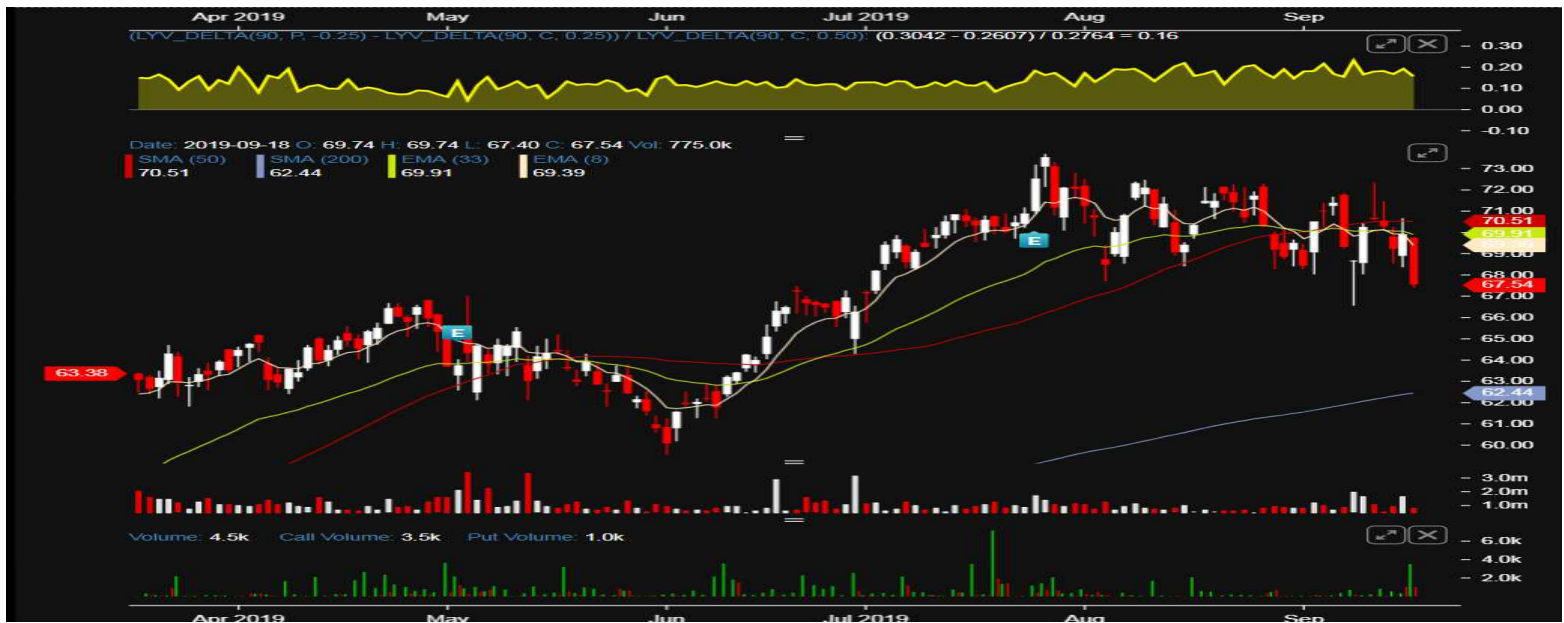 Apr 2019 May Jun Jul 2019 Aug Sep
(LYV_DELTA(90, P, -0.25) - LYV_DELTA(90, C, 0.25)) / LYV_DELTA(90, C, 0.50): (0.3042 - 0.2607) / 0.2764 = 0.16
0.30
0.20
0.10
0.00
-0.10
Date: 2019-09-18 O: 69.74 H: 69.74 L: 67.40 C: 67.54 Vol: 775.0k
SMA (50) SMA (200) EMA (33) EMA (8)
70.51 62.44 69.91 69.39
73.00
72.00
71.00
70.51
69.91
69.39
69.00
68.00
67.54
67.00
66.00
65.00
64.00
63.00
62.44
62.00
61.00
60.00
E
E
63.38
3.0m
2.0m
1.0m
Volume: 4.5k Call Volume: 3.5k Put Volume: 1.0k
6.0k
4.0k
2.0k
Apr 2019 May Jun Jul 2019 Aug Sep